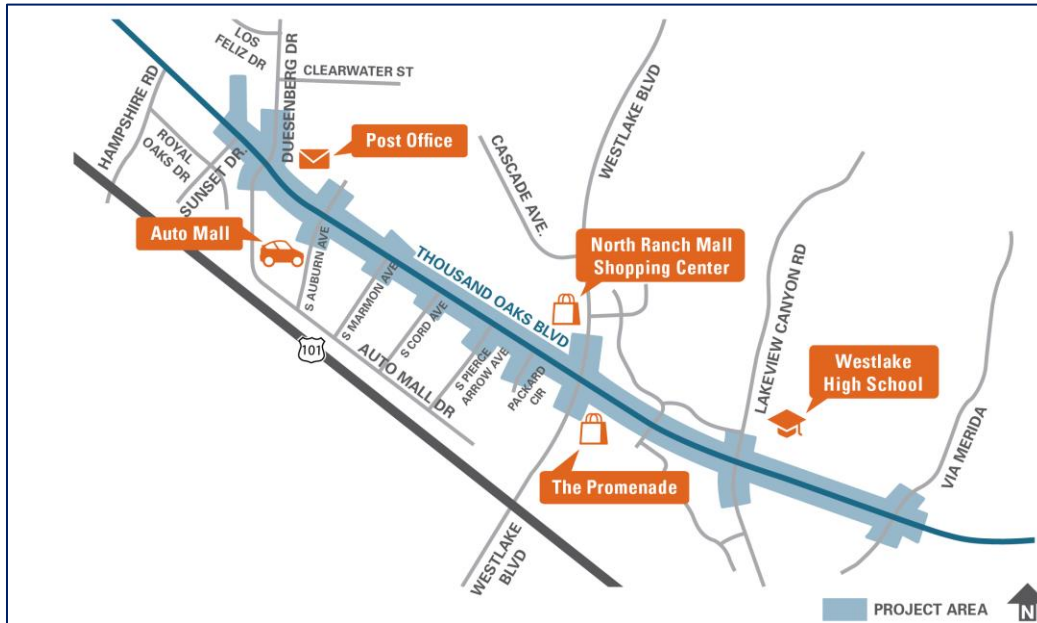 LOS
FELIZ DR
DUESENBERG DR
CLEARWATER ST
HAMPSHIRE RD
ROYAL
OAKS DR
SUNSET DR.
Post Office
Auto Mall
S AUBURN AVE
S MARMON AVE
S CORD AVE
S PIERCE
ARROW AVE
PACKARD
CIR
AUTO MALL DR
101
THOUSAND OAKS BLVD
CASCADE AVE.
WESTLAKE BLVD
North Ranch Mall
Shopping Center
LAKEVIEW CANYON RD
Westlake
High School
VIA MERIDA
The Promenade
WESTLAKE
BLVD
PROJECT AREA
N